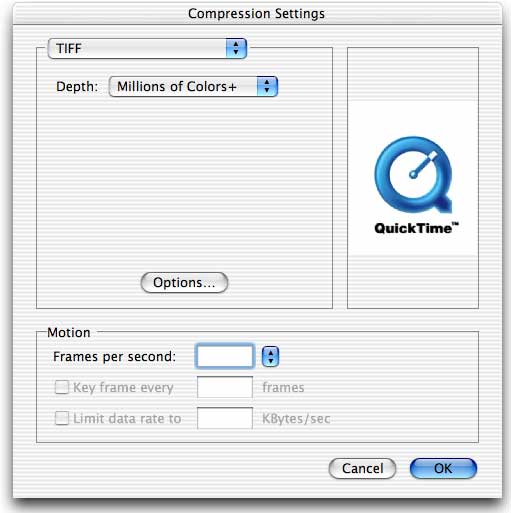 Compression Settings
TIFF
Depth: Millions of Colors+
QuickTime™
Options...
Motion
Frames per second:
Key frame every frames
Limit data rate to KBytes/sec
Cancel OK